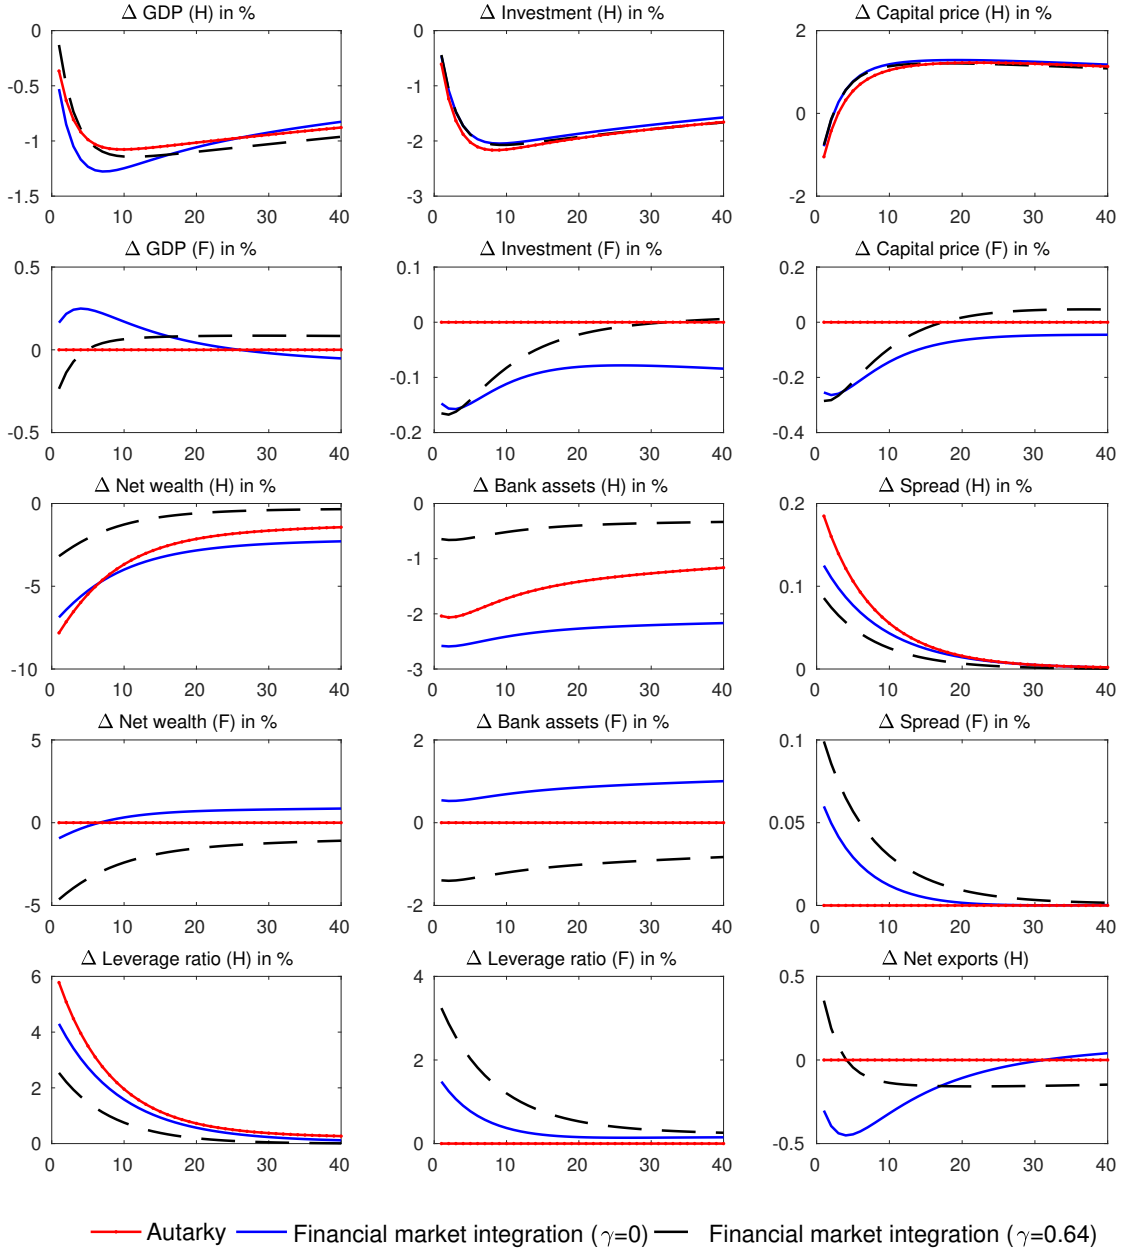 Δ GDP (H) in %
Δ Investment (H) in %
Δ Capital price (H) in %
0
-0.5
-1
-1.5
0 10 20 30 40
0
-1
-2
-3
0 10 20 30 40
2
0
-2
0 10 20 30 40
Δ GDP (F) in %
Δ Investment (F) in %
Δ Capital price (F) in %
0.5
0
-0.5
0 10 20 30 40
0.1
0
-0.1
-0.2
0 10 20 30 40
0.2
0
-0.2
-0.4
0 10 20 30 40
Δ Net wealth (H) in %
Δ Bank assets (H) in %
Δ Spread (H) in %
0
-5
-10
0 10 20 30 40
0
-1
-2
-3
0 10 20 30 40
0.2
0.1
0
0 10 20 30 40
Δ Net wealth (F) in %
Δ Bank assets (F) in %
Δ Spread (F) in %
5
0
-5
0 10 20 30 40
2
0
-2
0 10 20 30 40
0.1
0.05
0
0 10 20 30 40
Δ Leverage ratio (H) in %
Δ Leverage ratio (F) in %
Δ Net exports (H)
6
4
2
0
0 10 20 30 40
4
2
0
0 10 20 30 40
0.5
0
-0.5
0 10 20 30 40
Autarky Financial market integration (γ=0) Financial market integration (γ=0.64)